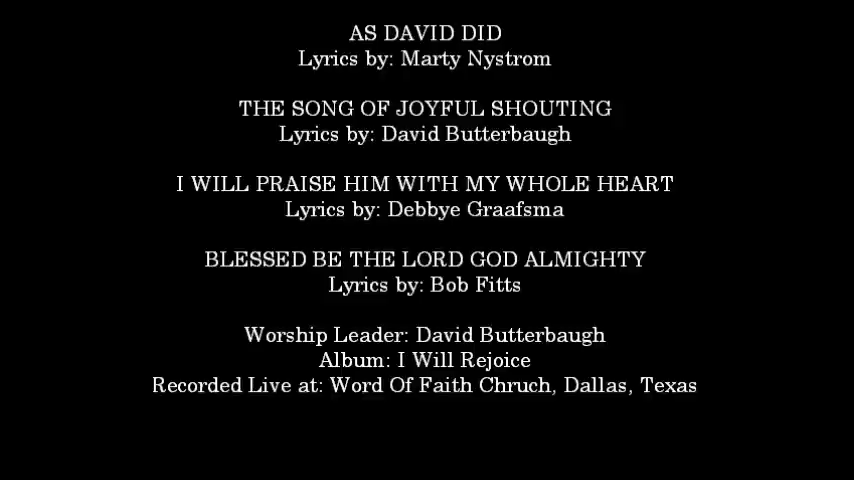 AS DAVID DID
Lyrics by: Marty Nystrom
THE SONG OF JOYFUL SHOUTING
Lyrics by: David Butterbaugh
I WILL PRAISE HIM WITH MY WHOLE HEART
Lyrics by: Debbye Graafsma
BLESSED BE THE LORD GOD ALMIGHTY
Lyrics by: Bob Fitts
Worship Leader: David Butterbaugh
Album: I Will Rejoice
Recorded Live at: Word Of Faith Chruch, Dallas, Texas